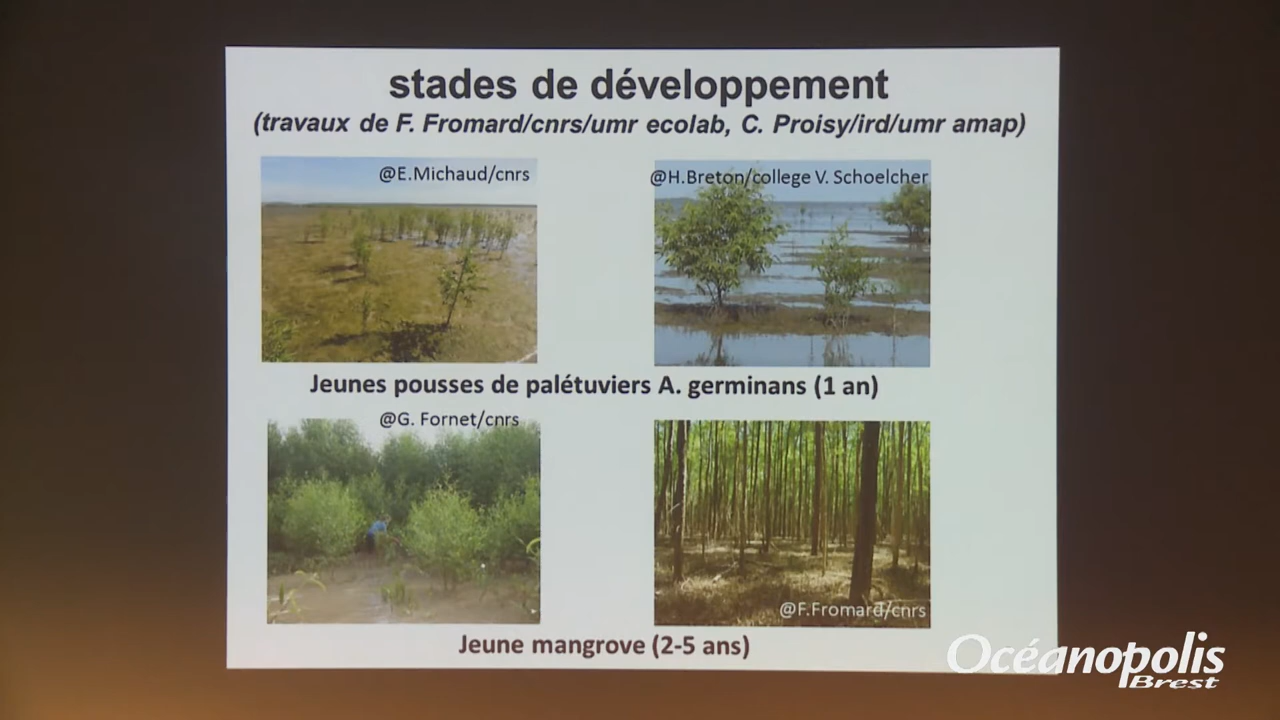 stades de développement
(travaux de F. Fromard/cnrs/umr ecolab, C. Proisy/ird/umr amap)
@E.Michaud/cnrs
@H.Breton/college V. Schoelcher
Jeunes pousses de palétuviers A. germinans (1 an)
@G. Fornet/cnrs
@F.Fromard/cnrs
Jeune mangrove (2-5 ans)
Océanopolis
Brest